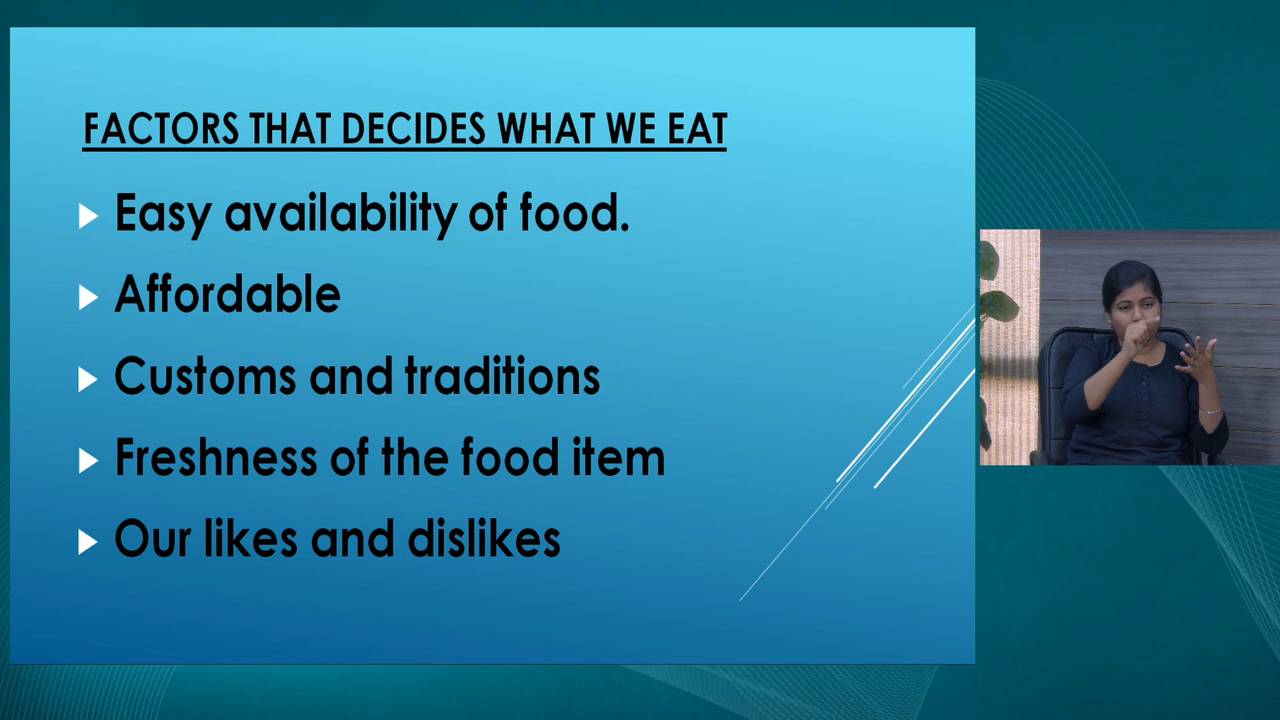 FACTORS THAT DECIDES WHAT WE EAT
Easy availability of food.
Affordable
Customs and traditions
Freshness of the food item
Our likes and dislikes